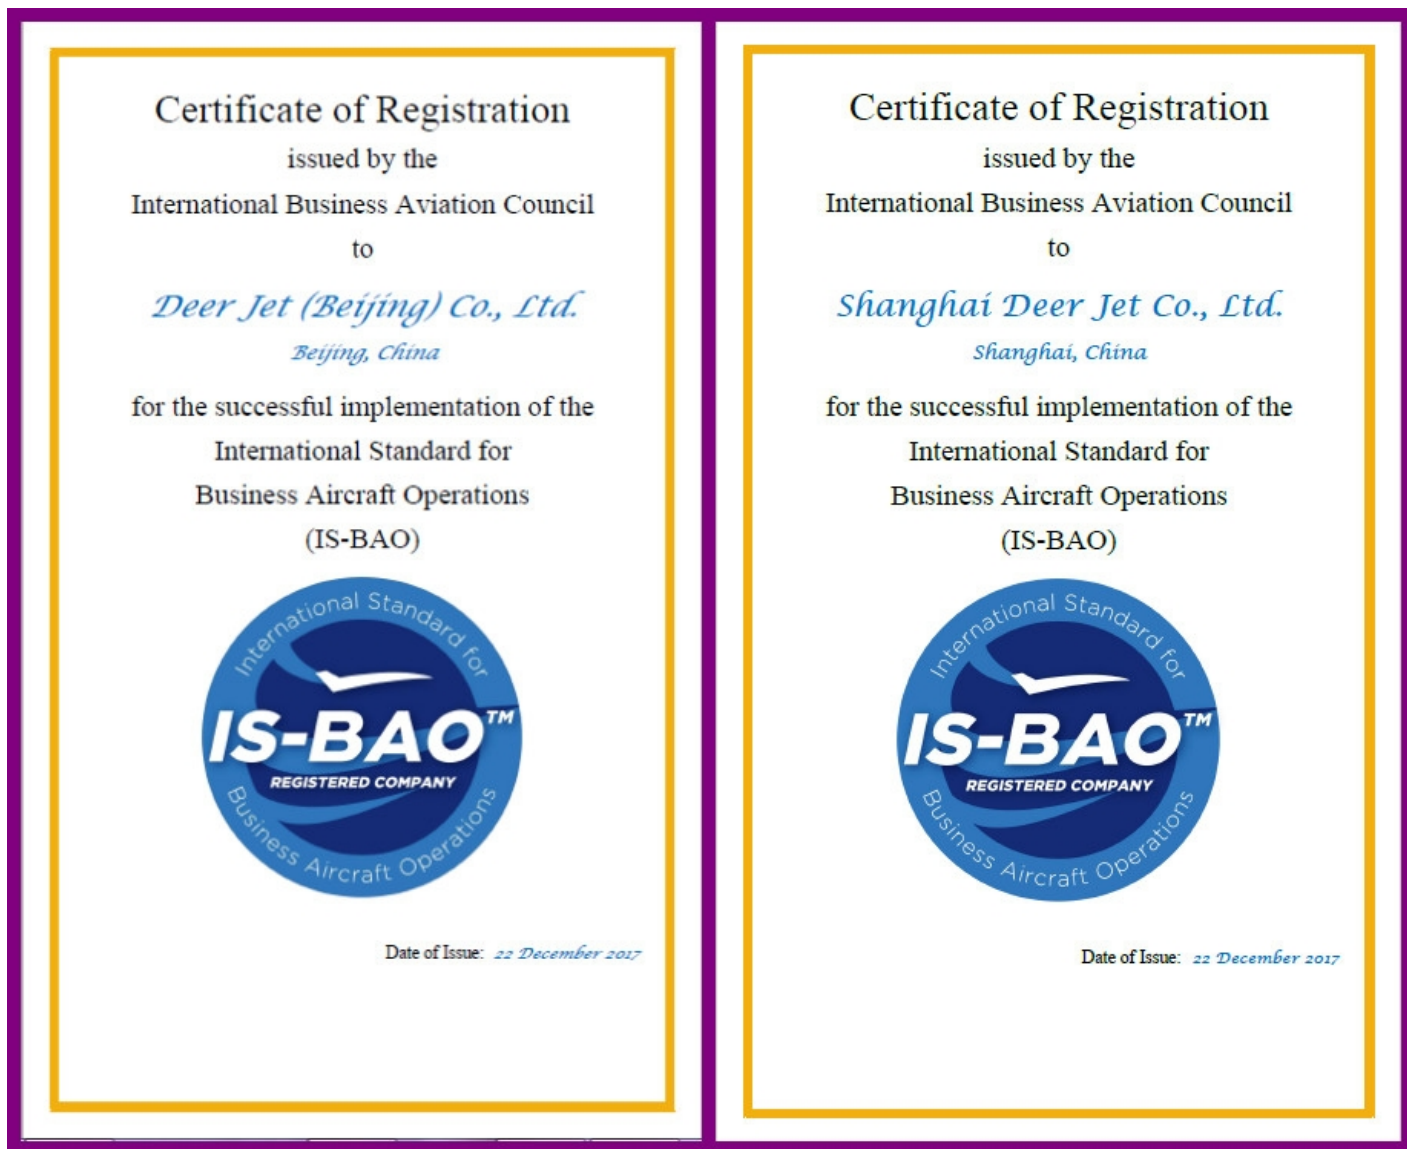 Certificate of Registration
issued by the
International Business Aviation Council
to
Deer Jet (Beijing) Co., Ltd.
Beijing, China
for the successful implementation of the
International Standard for
Business Aircraft Operations
(IS-BAO)
International Standard for
IS-BAO™
REGISTERED COMPANY
Business Aircraft Operations
Date of Issue: 22 December 2017
Certificate of Registration
issued by the
International Business Aviation Council
to
Shanghai Deer Jet Co., Ltd.
Shanghai, China
for the successful implementation of the
International Standard for
Business Aircraft Operations
(IS-BAO)
International Standard for
IS-BAO™
REGISTERED COMPANY
Business Aircraft Operations
Date of Issue: 22 December 2017